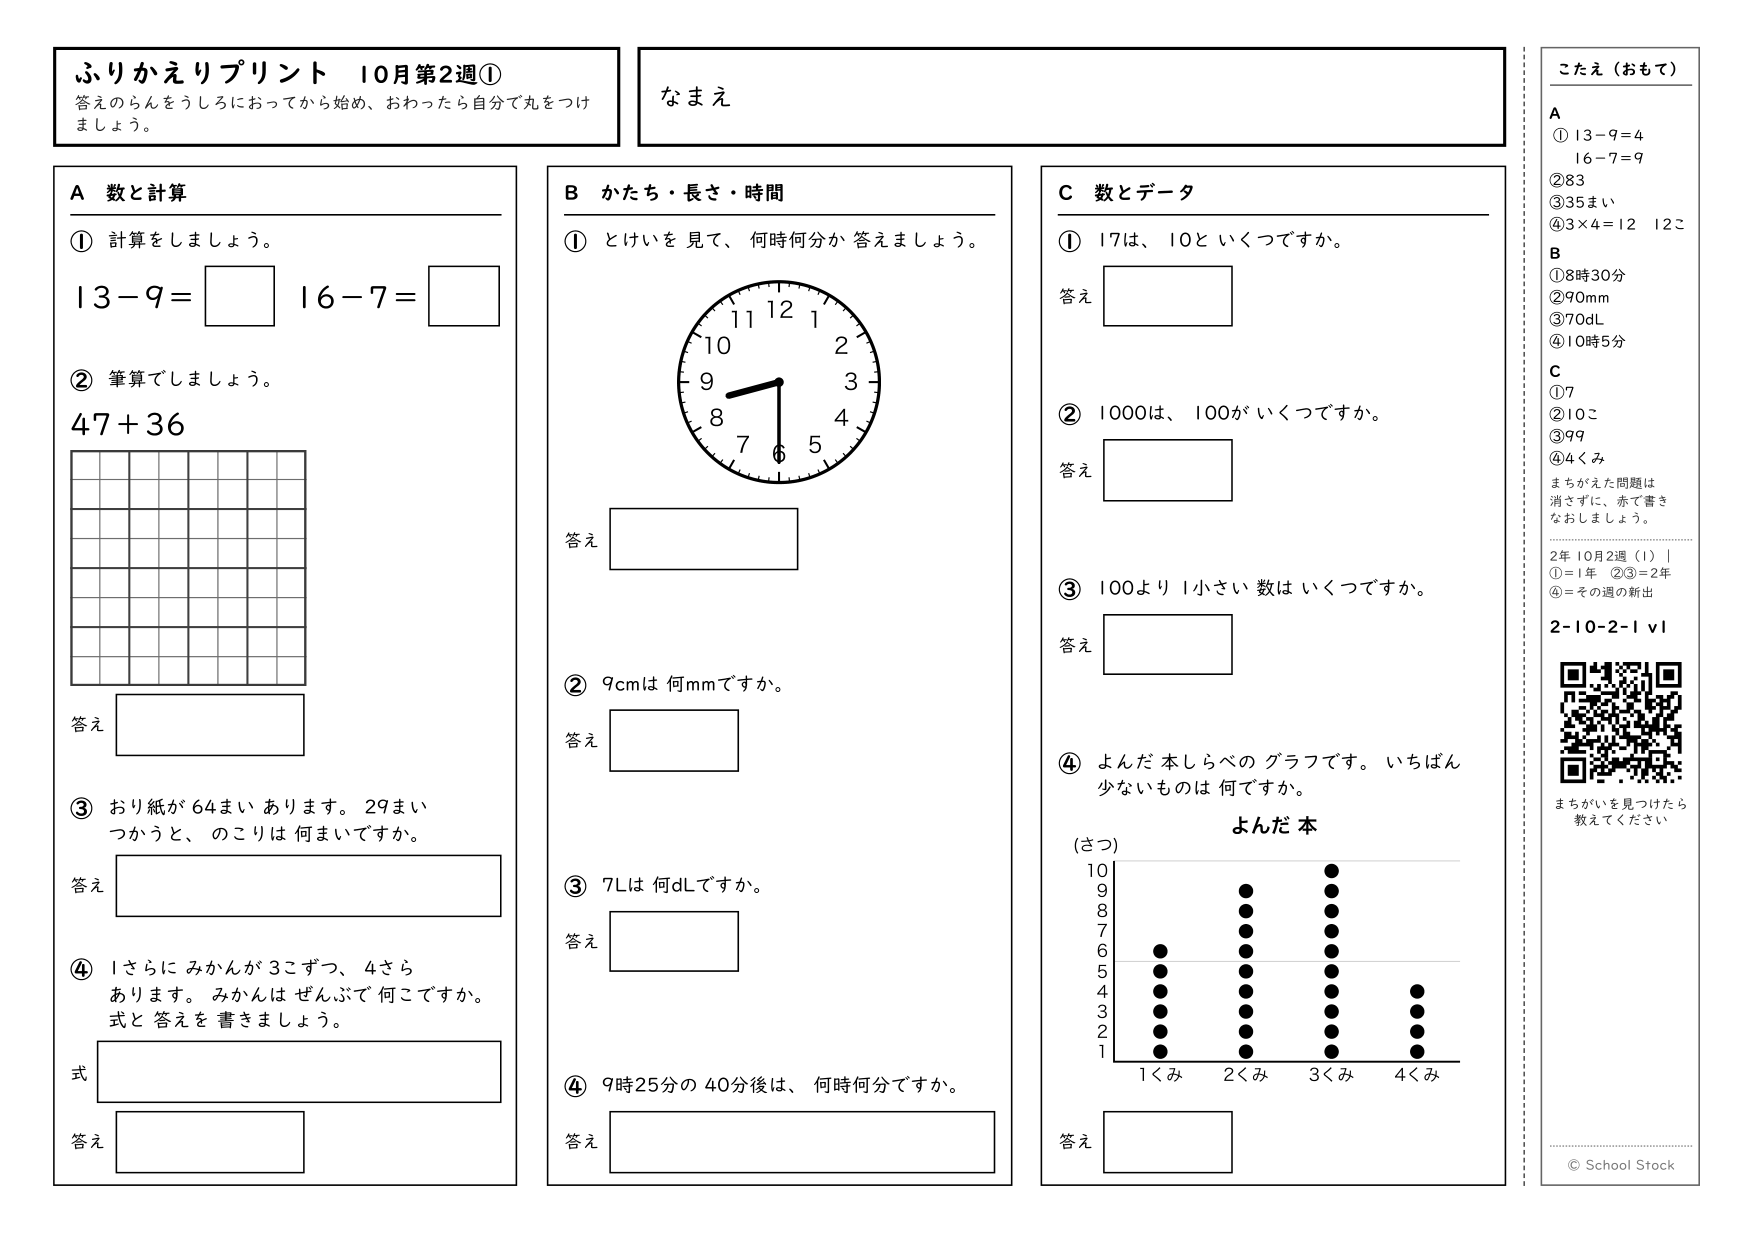 ふりかえりプリント　10月第2週①
答えのらんをうしろにおってから始め、おわったら自分で丸をつけ
ましょう。
なまえ
A　数と計算
① 計算をしましょう。
13－9＝
16－7＝
② 筆算でしましょう。
47＋36
答え
③ おり紙が 64まい あります。 29まい
つかうと、 のこりは 何まいですか。
答え
④ 1さらに みかんが 3こずつ、 4さら
あります。 みかんは ぜんぶで 何こですか。
式と 答えを 書きましょう。
式
答え
B　かたち・長さ・時間
① とけいを 見て、 何時何分か 答えましょう。
12
1
2
3
4
5
6
7
8
9
10
11
答え
② 9cmは 何mmですか。
答え
③ 7Lは 何dLですか。
答え
④ 9時25分の 40分後は、 何時何分ですか。
答え
C　数とデータ
① 17は、 10と いくつですか。
答え
② 1000は、 100が いくつですか。
答え
③ 100より 1小さい 数は いくつですか。
答え
④ よんだ 本しらべの グラフです。 いちばん
少ないものは 何ですか。
よんだ 本
(さつ)
10
9
8
7
6
5
4
3
2
1
1くみ 2くみ 3くみ 4くみ
答え
こたえ（おもて）
A
① 13－9＝4
16－7＝9
②83
③35まい
④3×4＝12　12こ
B
①8時30分
②90mm
③70dL
④10時5分
C
①7
②10こ
③99
④4くみ
まちがえた問題は
消さずに、赤で書き
なおしましょう。
2年 10月2週（1）｜
①＝1年　②③＝2年
④＝その週の新出
2-10-2-1 v1
まちがいを見つけたら
教えてください
© School Stock